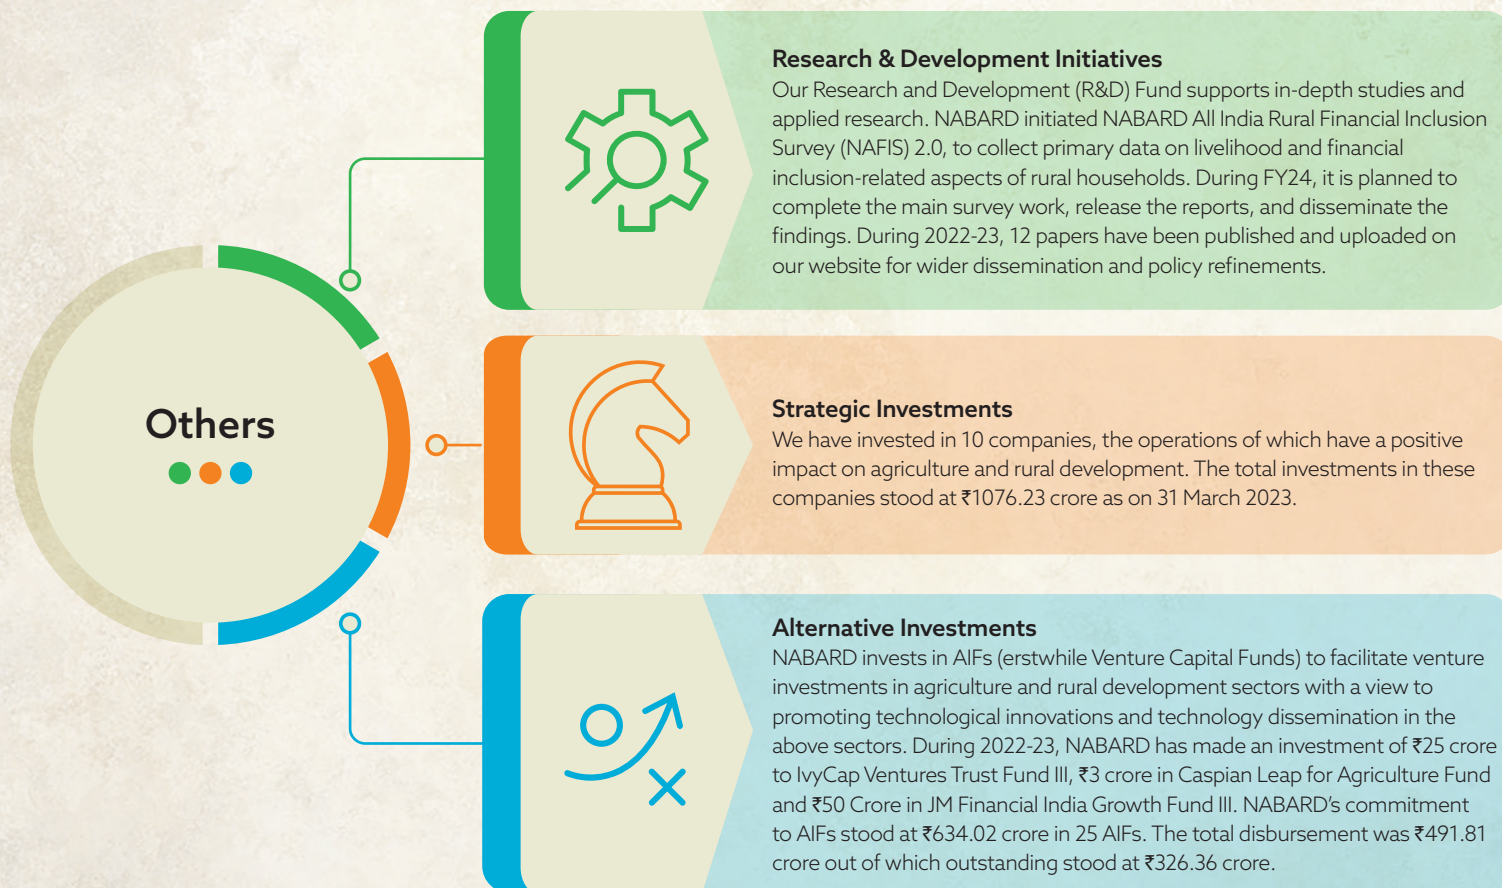 Others
Research & Development Initiatives
Our Research and Development (R&D) Fund supports in-depth studies and
applied research. NABARD initiated NABARD All India Rural Financial Inclusion
Survey (NAFIS) 2.0, to collect primary data on livelihood and financial
inclusion-related aspects of rural households. During FY24, it is planned to
complete the main survey work, release the reports, and disseminate the
findings. During 2022-23, 12 papers have been published and uploaded on
our website for wider dissemination and policy refinements.
Strategic Investments
We have invested in 10 companies, the operations of which have a positive
impact on agriculture and rural development. The total investments in these
companies stood at ₹1076.23 crore as on 31 March 2023.
Alternative Investments
NABARD invests in AIFs (erstwhile Venture Capital Funds) to facilitate venture
investments in agriculture and rural development sectors with a view to
promoting technological innovations and technology dissemination in the
above sectors. During 2022-23, NABARD has made an investment of ₹25 crore
to IvyCap Ventures Trust Fund III, ₹3 crore in Caspian Leap for Agriculture Fund
and ₹50 Crore in JM Financial India Growth Fund III. NABARD’s commitment
to AIFs stood at ₹634.02 crore in 25 AIFs. The total disbursement was ₹491.81
crore out of which outstanding stood at ₹326.36 crore.